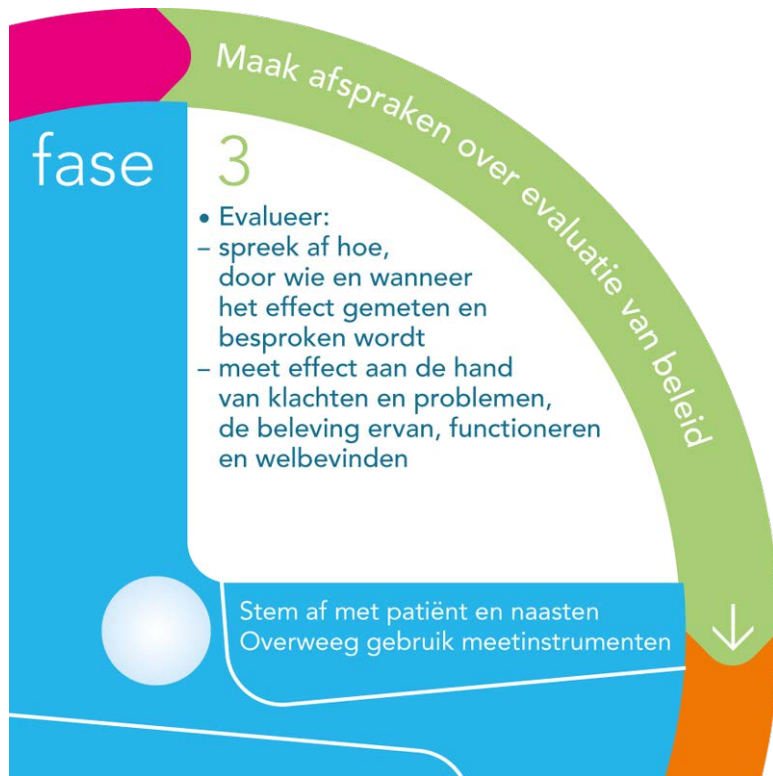 Maak afspraken over evaluatie van beleid
fase 3
• Evalueer:
– spreek af hoe,
door wie en wanneer
het effect gemeten en
besproken wordt
– meet effect aan de hand
van klachten en problemen,
de beleving ervan, functioneren
en welbevinden
Stem af met patiënt en naasten
Overweeg gebruik meetinstrumenten